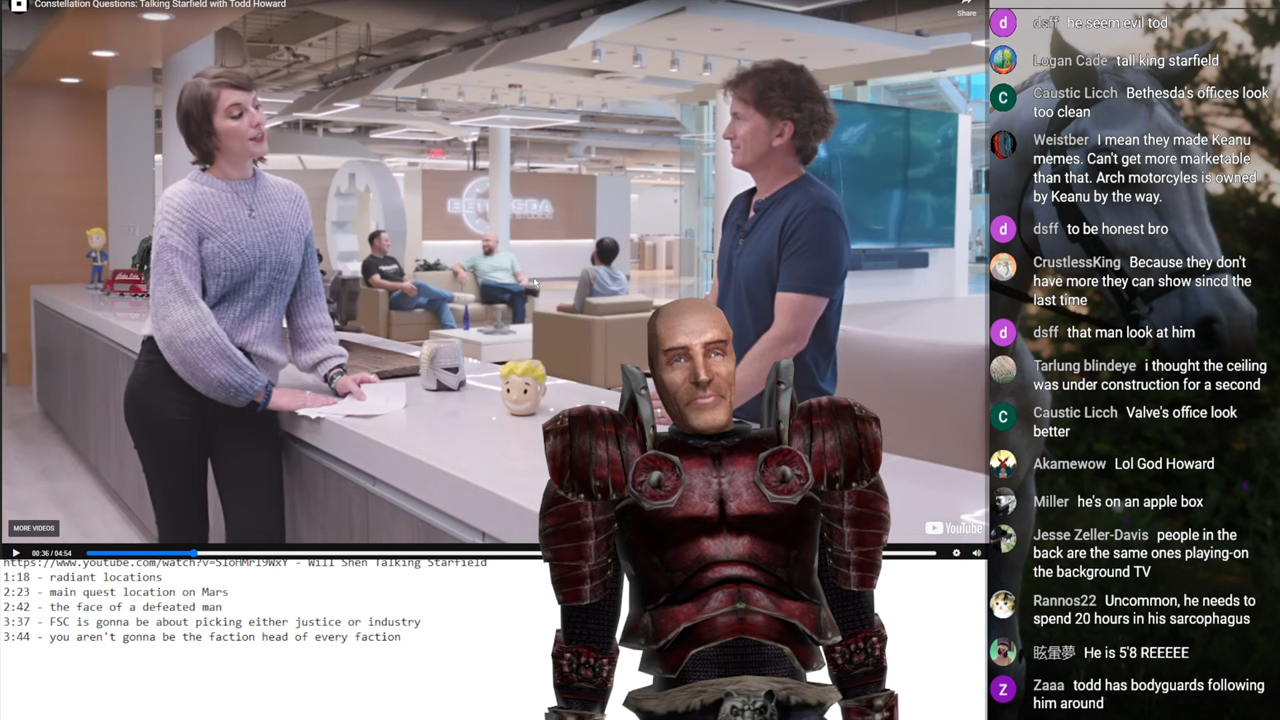 Constellation Questions: Talking Starfield with Todd Howard
Share
BETHESDA
MORE VIDEOS
YouTube
00:36 / 04:54
https://www.youtube.com/watch?v=5IoHMrI9WxY - Will Shen Talking Starfield
1:18 - radiant locations
2:23 - main quest location on Mars
2:42 - the face of a defeated man
3:37 - FSC is gonna be about picking either justice or industry
3:44 - you aren't gonna be the faction head of every faction
d
dsff he seem evil tod
Logan Cade tall king starfield
C
Caustic Licch Bethesda's offices look
too clean
Weistber I mean they made Keanu
memes. Can't get more marketable
than that. Arch motorcyles is owned
by Keanu by the way.
d
dsff to be honest bro
CrustlessKing Because they don't
have more they can show sincd the
last time
d
dsff that man look at him
Tarlung blindeye i thought the ceiling
was under construction for a second
C
Caustic Licch Valve's office look
better
Akamewow Lol God Howard
Miller he's on an apple box
Jesse Zeller-Davis people in the
back are the same ones playing-on
the background TV
Rannos22 Uncommon, he needs to
spend 20 hours in his sarcophagus
眩暈夢 He is 5'8 REEEEE
Z
Zaaa todd has bodyguards following
him around